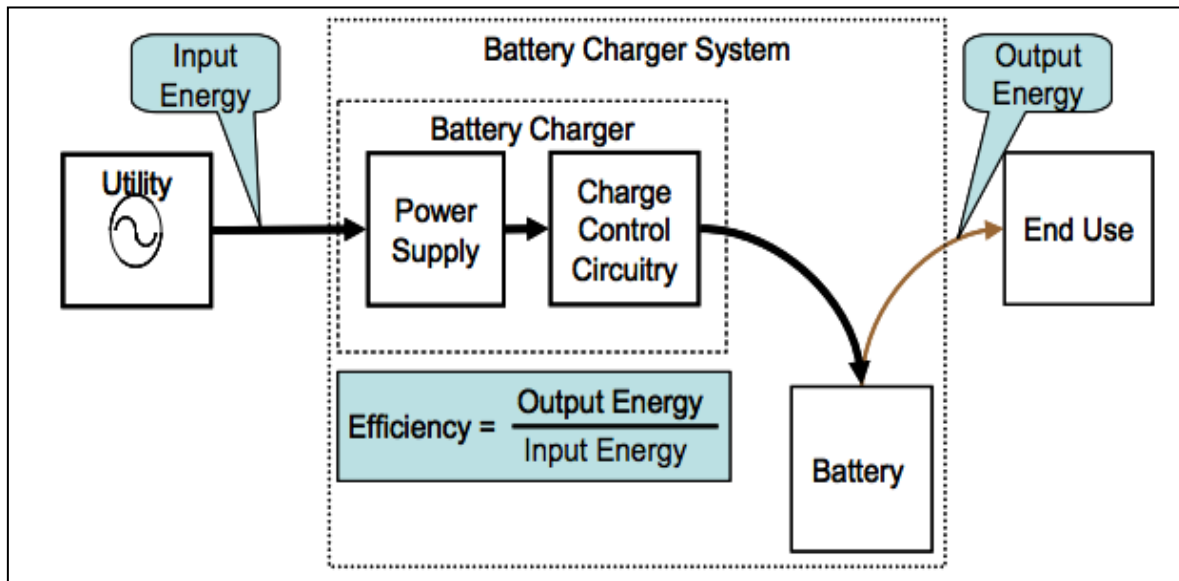 Input
Energy
Battery Charger System
Output
Energy
Battery Charger
Utility
Power
Supply
Charge
Control
Circuitry
End Use
Efficiency = Output Energy
Input Energy
Battery